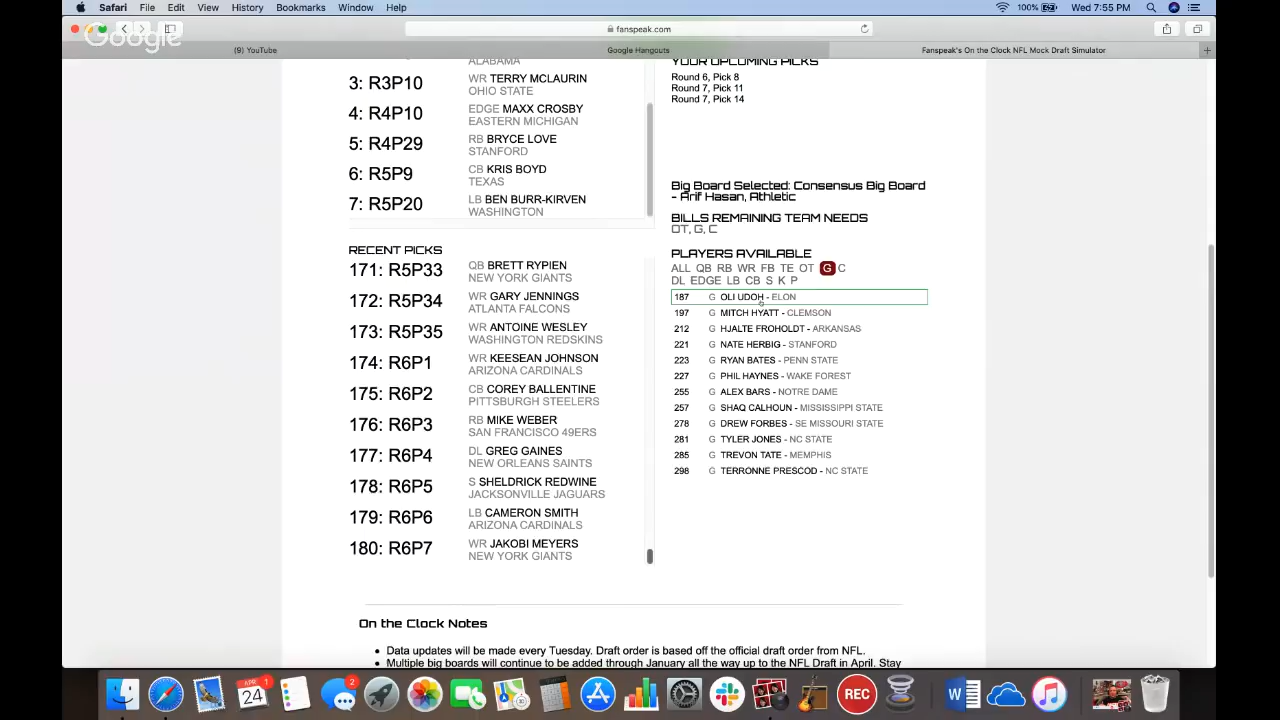 Safari File Edit View History Bookmarks Window Help 100% Wed 7:55 PM
Google
fanspeak.com
(9) YouTube Google Hangouts Fanspeak's On the Clock NFL Mock Draft Simulator
ALABAMA
3: R3P10 WR TERRY MCLAURIN
OHIO STATE
4: R4P10 EDGE MAXX CROSBY
EASTERN MICHIGAN
5: R4P29 RB BRYCE LOVE
STANFORD
6: R5P9 CB KRIS BOYD
TEXAS
7: R5P20 LB BEN BURR-KIRVEN
WASHINGTON
RECENT PICKS
171: R5P33 QB BRETT RYPIEN
NEW YORK GIANTS
172: R5P34 WR GARY JENNINGS
ATLANTA FALCONS
173: R5P35 WR ANTOINE WESLEY
WASHINGTON REDSKINS
174: R6P1 WR KEESEAN JOHNSON
ARIZONA CARDINALS
175: R6P2 CB COREY BALLENTINE
PITTSBURGH STEELERS
176: R6P3 RB MIKE WEBER
SAN FRANCISCO 49ERS
177: R6P4 DL GREG GAINES
NEW ORLEANS SAINTS
178: R6P5 S SHELDRICK REDWINE
JACKSONVILLE JAGUARS
179: R6P6 LB CAMERON SMITH
ARIZONA CARDINALS
180: R6P7 WR JAKOBI MEYERS
NEW YORK GIANTS
YOUR UPCOMING PICKS
Round 6, Pick 8
Round 7, Pick 11
Round 7, Pick 14
Big Board Selected: Consensus Big Board
- Arif Hasan, Athletic
BILLS REMAINING TEAM NEEDS
OT, G, C
PLAYERS AVAILABLE
ALL QB RB WR FB TE OT G C
DL EDGE LB CB S K P
187 G OLI UDOH - ELON
197 G MITCH HYATT - CLEMSON
212 G HJALTE FROHOLDT - ARKANSAS
221 G NATE HERBIG - STANFORD
223 G RYAN BATES - PENN STATE
227 G PHIL HAYNES - WAKE FOREST
255 G ALEX BARS - NOTRE DAME
257 G SHAQ CALHOUN - MISSISSIPPI STATE
278 G DREW FORBES - SE MISSOURI STATE
281 G TYLER JONES - NC STATE
285 G TREVON TATE - MEMPHIS
298 G TERRONNE PRESCOD - NC STATE
On the Clock Notes
• Data updates will be made every Tuesday. Draft order is based off the official draft order from NFL.
• Multiple big boards will continue to be added through January all the way up to the NFL Draft in April. Stay
APR 24 1 2 REC W